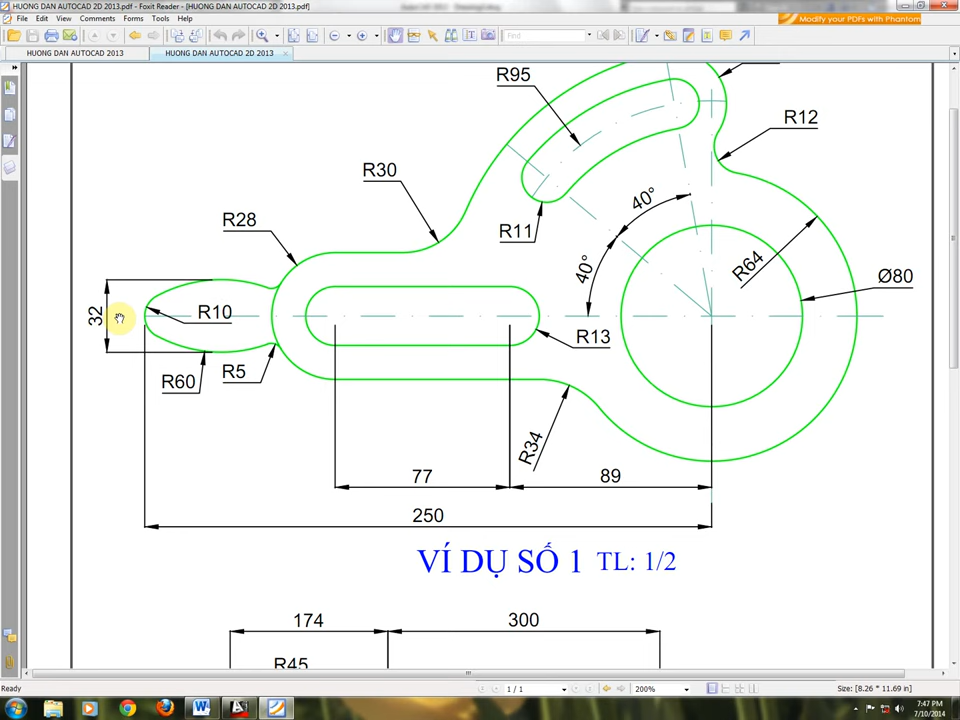 HUONG DAN AUTOCAD 2D 2013.pdf - Foxit Reader - [HUONG DAN AUTOCAD 2D 2013.pdf]
File Edit View Comments Forms Tools Help
Modify your PDFs with Phantom
Find
HUONG DAN AUTOCAD 2013
HUONG DAN AUTOCAD 2D 2013
R95
R12
R30
40°
R11
R28
40°
R64
Ø80
32
R10
R13
R60
R5
R34
77
89
250
VÍ DỤ SỐ 1 TL: 1/2
174
300
R45
Ready
1 / 1
200%
Size: [8.26 * 11.69 in]
7:47 PM
7/10/2014